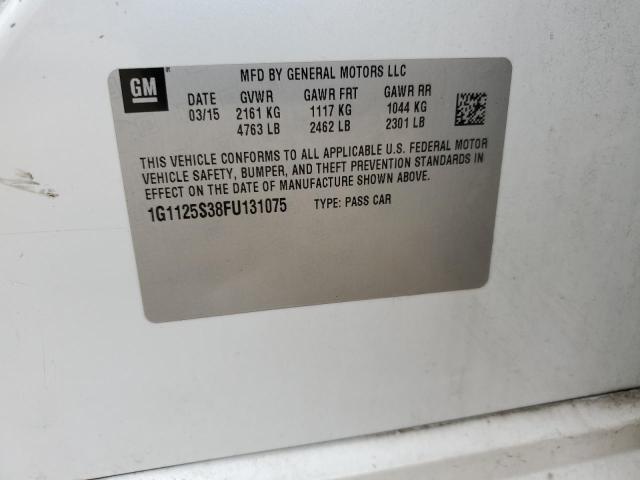 GM
MFD BY GENERAL MOTORS LLC
DATE GVWR GAWR FRT GAWR RR
03/15 2161 KG 1117 KG 1044 KG
4763 LB 2462 LB 2301 LB
THIS VEHICLE CONFORMS TO ALL APPLICABLE U.S. FEDERAL MOTOR
VEHICLE SAFETY, BUMPER, AND THEFT PREVENTION STANDARDS IN
EFFECT ON THE DATE OF MANUFACTURE SHOWN ABOVE.
1G1125S38FU131075 TYPE: PASS CAR